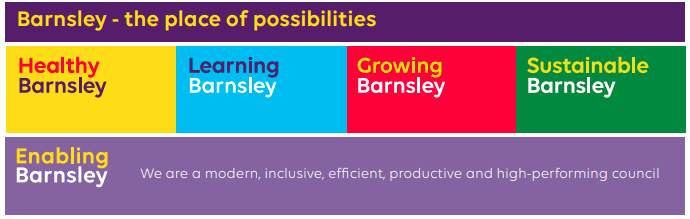 Barnsley - the place of possibilities
Healthy
Barnsley
Learning
Barnsley
Growing
Barnsley
Sustainable
Barnsley
Enabling
Barnsley
We are a modern, inclusive, efficient, productive and high-performing council